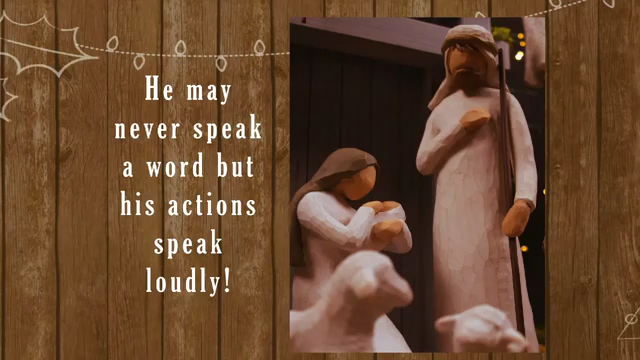 He may
never speak
a word but
his actions
speak
loudly!